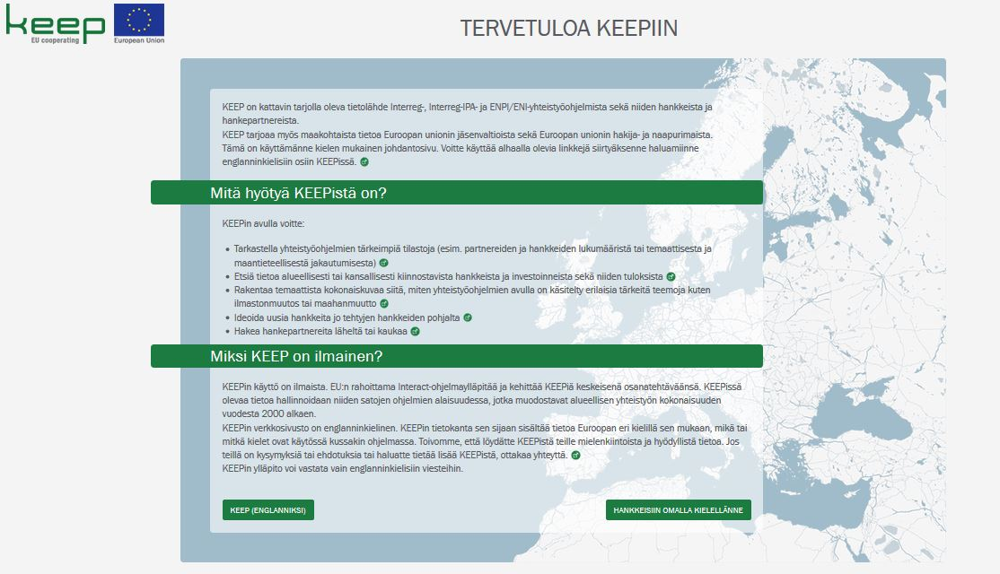 keep
EU cooperating
European Union
TERVETULOA KEEPIIN
KEEP on kattavin tarjolla oleva tietolähde Interreg-, Interreg-IPA- ja ENPI/ENI-yhteistyöohjelmista sekä niiden hankkeista ja
hankepartnereista.
KEEP tarjoaa myös maakohtaista tietoa Euroopan unionin jäsenvaltioista sekä Euroopan unionin hakija- ja naapurimaista.
Tämä on käyttämänne kielen mukainen johdantosivu. Voitte käyttää alhaalla olevia linkkejä siirtyäksenne haluamiinne
englanninkielisiin osiin KEEPissä.
Mitä hyötyä KEEPistä on?
KEEPin avulla voitte:
• Tarkastella yhteistyöohjelmien tärkeimpiä tilastoja (esim. partnereiden ja hankkeiden lukumääristä tai temaattisesta ja
maantieteellisestä jakautumisesta)
• Etsiä tietoa alueellisesti tai kansallisesti kiinnostavista hankkeista ja investoinneista sekä niiden tuloksista
• Rakentaa temaattista kokonaiskuvaa siitä, miten yhteistyöohjelmien avulla on käsitelty erilaisia tärkeitä teemoja kuten
ilmastonmuutos tai maahanmuutto
• Ideoida uusia hankkeita jo tehtyjen hankkeiden pohjalta
• Hakea hankepartnereita läheltä tai kaukaa
Miksi KEEP on ilmainen?
KEEPin käyttö on ilmaista. EU:n rahoittama Interact-ohjelmaylläpitää ja kehittää KEEPiä keskeisenä osanatehtäväänsä. KEEPissä
olevaa tietoa hallinnoidaan niiden satojen ohjelmien alaisuudessa, jotka muodostavat alueellisen yhteistyön kokonaisuuden
vuodesta 2000 alkaen.
KEEPin verkkosivusto on englanninkielinen. KEEPin tietokanta sen sijaan sisältää tietoa Euroopan eri kielillä sen mukaan, mikä tai
mitkä kielet ovat käytössä kussakin ohjelmassa. Toivomme, että löydätte KEEPistä teille mielenkiintoista ja hyödyllistä tietoa. Jos
teillä on kysymyksiä tai ehdotuksia tai haluatte tietää lisää KEEPistä, ottakaa yhteyttä.
KEEPin ylläpito voi vastata vain englanninkielisiin viesteihin.
KEEP (ENGLANNIKSI)
HANKKEISIIN OMALLA KIELELLÄNNE